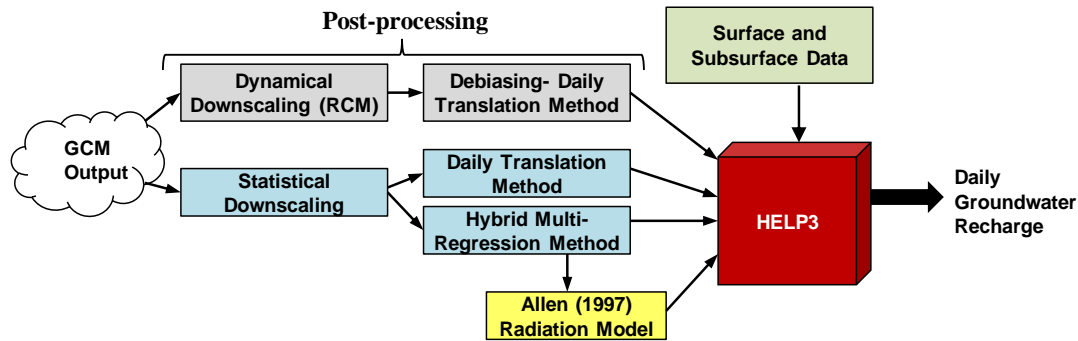 Post-processing
Surface and
Subsurface Data
Dynamical
Downscaling (RCM)
Debiasing- Daily
Translation Method
GCM
Output
Statistical
Downscaling
Daily Translation
Method
Hybrid Multi-
Regression Method
Allen (1997)
Radiation Model
HELP3
Daily
Groundwater
Recharge